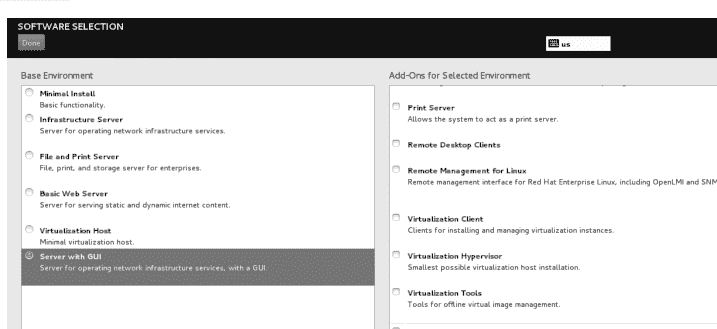 SOFTWARE SELECTION
Done
us
Base Environment
Minimal Install
Basic functionality.
Infrastructure Server
Server for operating network infrastructure services.
File and Print Server
File, print, and storage server for enterprises.
Basic Web Server
Server for serving static and dynamic internet content.
Virtualization Host
Minimal virtualization host.
Server with GUI
Server for operating network infrastructure services, with a GUI.
Add-Ons for Selected Environment
Print Server
Allows the system to act as a print server.
Remote Desktop Clients
Remote Management for Linux
Remote management interface for Red Hat Enterprise Linux, including OpenLMI and SNM
Virtualization Client
Clients for installing and managing virtualization instances.
Virtualization Hypervisor
Smallest possible virtualization host installation.
Virtualization Tools
Tools for offline virtual image management.